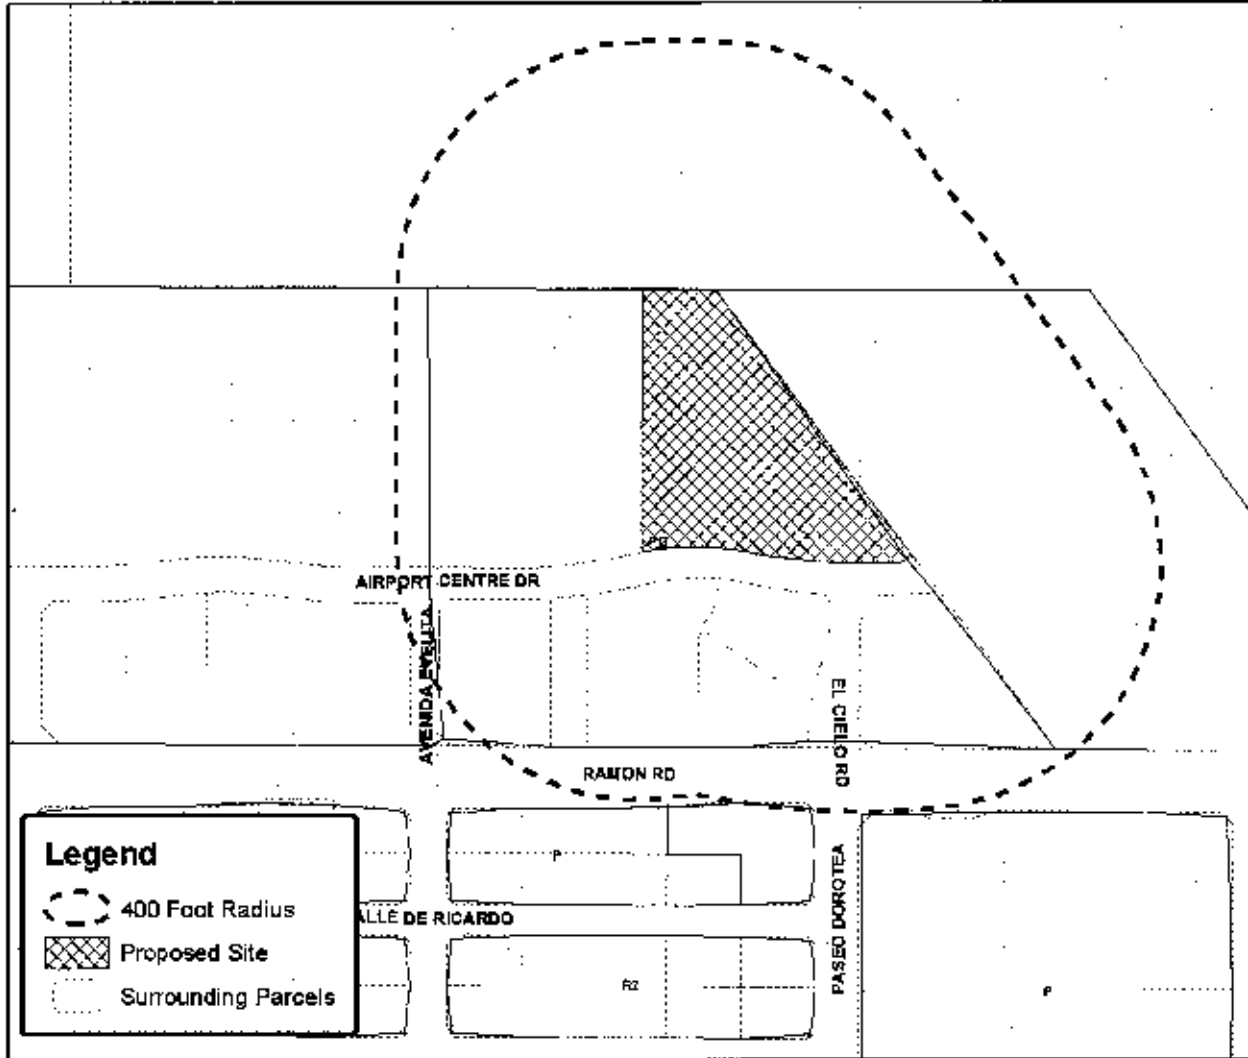 AIRPORT CENTRE DR
AVENIDA EVELITA
EL CIELO RD
RAMON RD
P
ALLE DE RICARDO
PASEO DOROTEA
R2
P
Legend
400 Foot Radius
Proposed Site
Surrounding Parcels